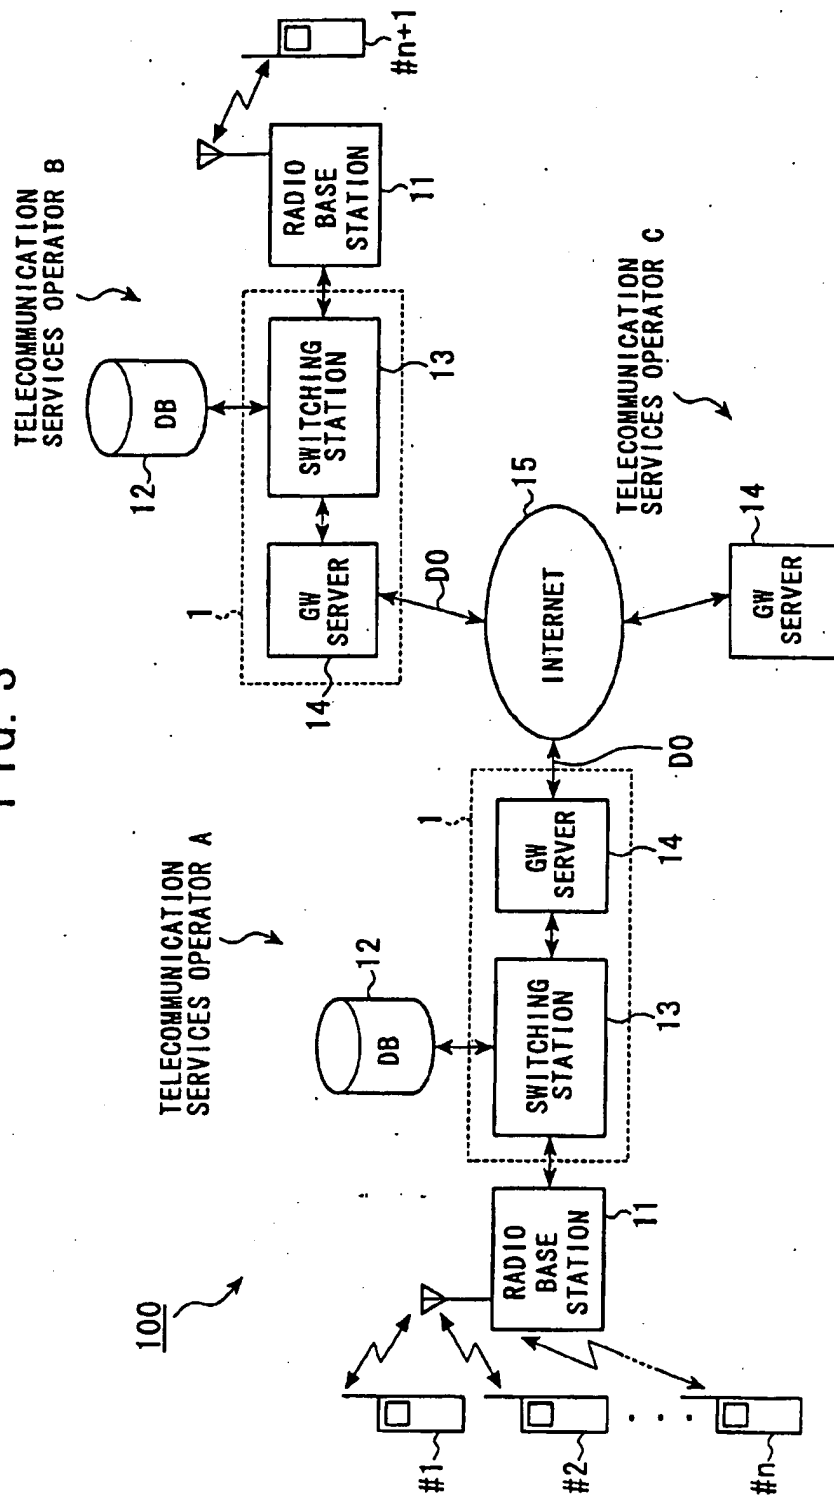 100
TELECOMMUNICATION
SERVICES OPERATOR A
TELECOMMUNICATION
SERVICES OPERATOR B
DB
12
DB
12
#1
#2
#n
RADIO
BASE
STATION
11
1
SWITCHING
STATION
13
GW
SERVER
14
DO
INTERNET
15
1
GW
SERVER
14
DO
SWITCHING
STATION
13
RADIO
BASE
STATION
11
#n+1
TELECOMMUNICATION
SERVICES OPERATOR C
GW
SERVER
14